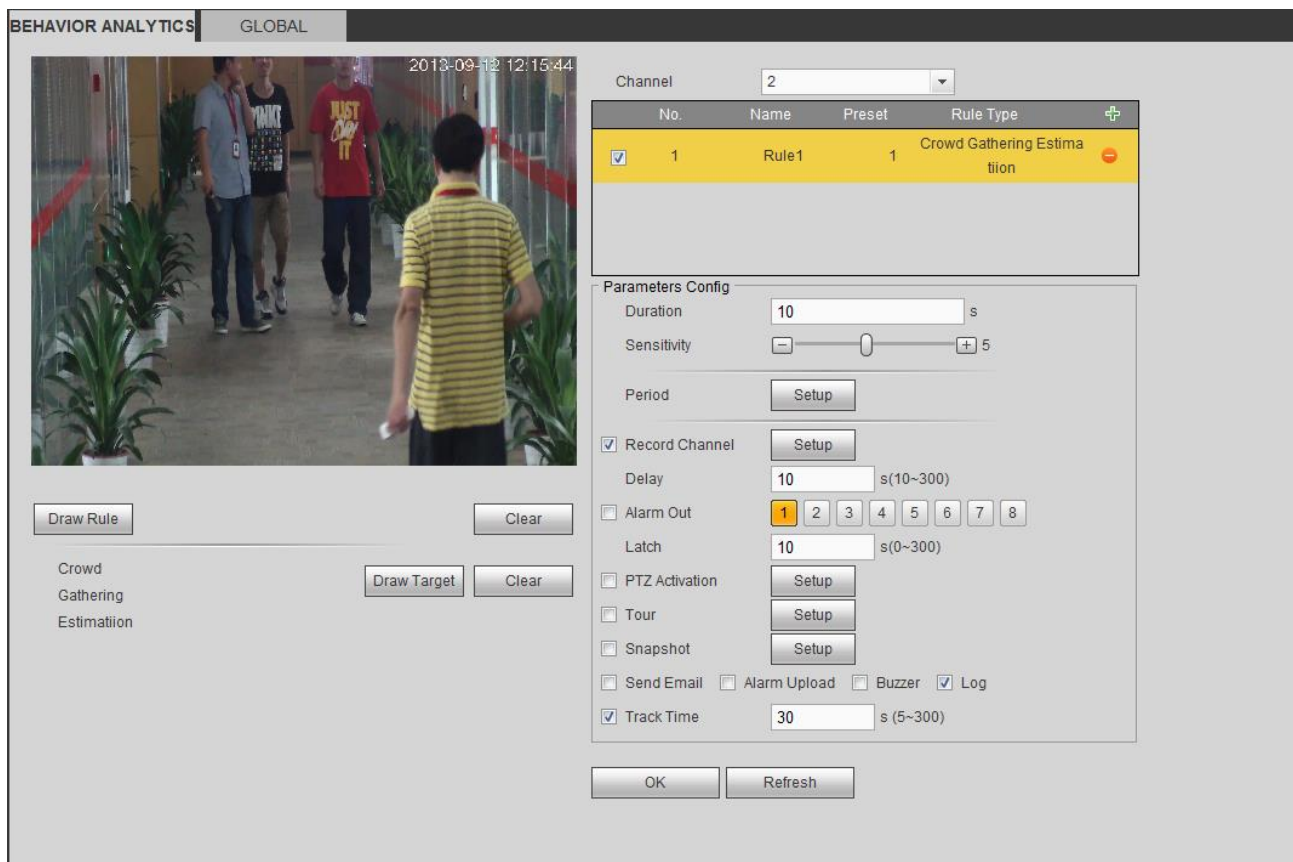 BEHAVIOR ANALYTICS GLOBAL
2013-09-12 12:15:44
JUST
IT
Draw Rule Clear
Crowd
Gathering
Estimatiion
Draw Target Clear
Channel 2
No. Name Preset Rule Type
1 Rule1 1 Crowd Gathering Estima
tiion
Parameters Config
Duration 10 s
Sensitivity - + 5
Period Setup
Record Channel Setup
Delay 10 s(10~300)
Alarm Out 1 2 3 4 5 6 7 8
Latch 10 s(0~300)
PTZ Activation Setup
Tour Setup
Snapshot Setup
Send Email Alarm Upload Buzzer Log
Track Time 30 s (5~300)
OK Refresh